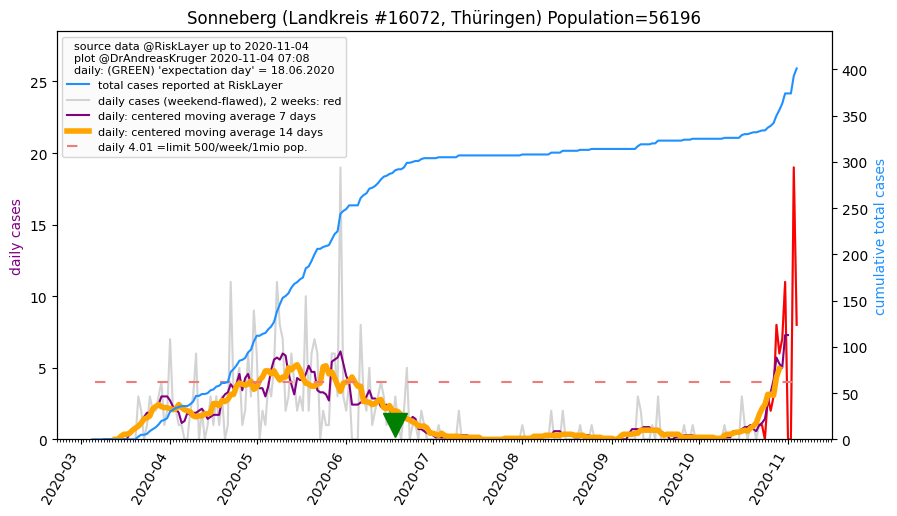 Sonneberg (Landkreis #16072, Thüringen) Population=56196
source data @RiskLayer up to 2020-11-04
plot @DrAndreasKruger 2020-11-04 07:08
daily: (GREEN) 'expectation day' = 18.06.2020
total cases reported at RiskLayer
daily cases (weekend-flawed), 2 weeks: red
daily: centered moving average 7 days
daily: centered moving average 14 days
daily 4.01 =limit 500/week/1mio pop.
daily cases
25
20
15
10
5
0
cumulative total cases
400
350
300
250
200
150
100
50
0
2020-03
2020-04
2020-05
2020-06
2020-07
2020-08
2020-09
2020-10
2020-11